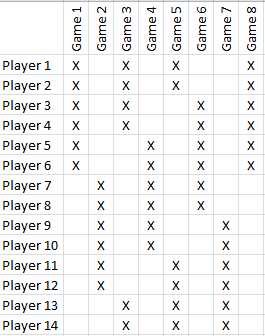 Game 1 Game 2 Game 3 Game 4 Game 5 Game 6 Game 7 Game 8
Player 1 X X X X
Player 2 X X X X
Player 3 X X X X
Player 4 X X X X
Player 5 X X X X
Player 6 X X X X
Player 7 X X X
Player 8 X X X
Player 9 X X X
Player 10 X X X
Player 11 X X X
Player 12 X X X
Player 13 X X X
Player 14 X X X